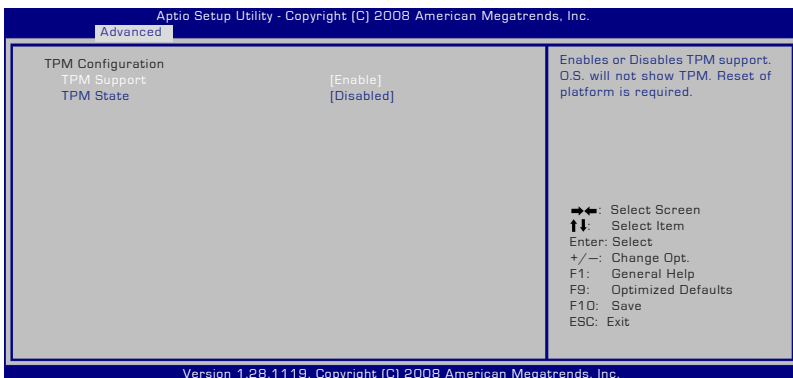 Aptio Setup Utility - Copyright (C) 2008 American Megatrends, Inc.
Advanced
TPM Configuration
TPM Support [Enable]
TPM State [Disabled]
Enables or Disables TPM support.
O.S. will not show TPM. Reset of
platform is required.
→←: Select Screen
↑↓: Select Item
Enter: Select
+/—: Change Opt.
F1: General Help
F9: Optimized Defaults
F10: Save
ESC: Exit
Version 1.28.1119. Copyright (C) 2008 American Megatrends, Inc.